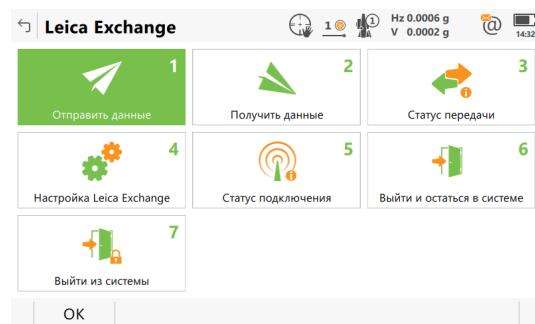 Leica Exchange
1
1
Hz 0.0006 g
V 0.0002 g
@
14:32
1
Отправить данные
2
Получить данные
3
Статус передачи
4
Настройка Leica Exchange
5
Статус подключения
6
Выйти и остаться в системе
7
Выйти из системы
OK